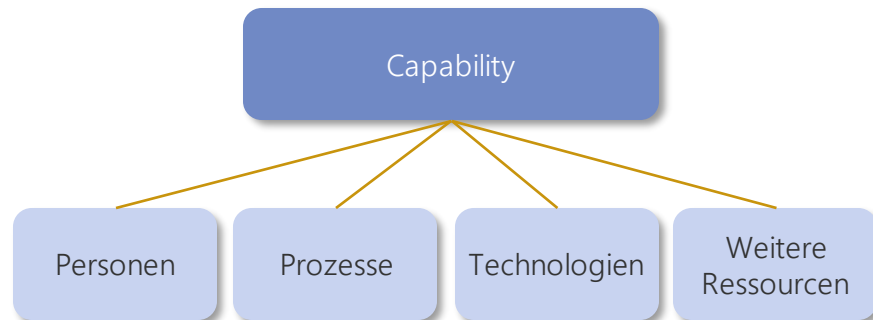 Capability
Personen
Prozesse
Technologien
Weitere
Ressourcen